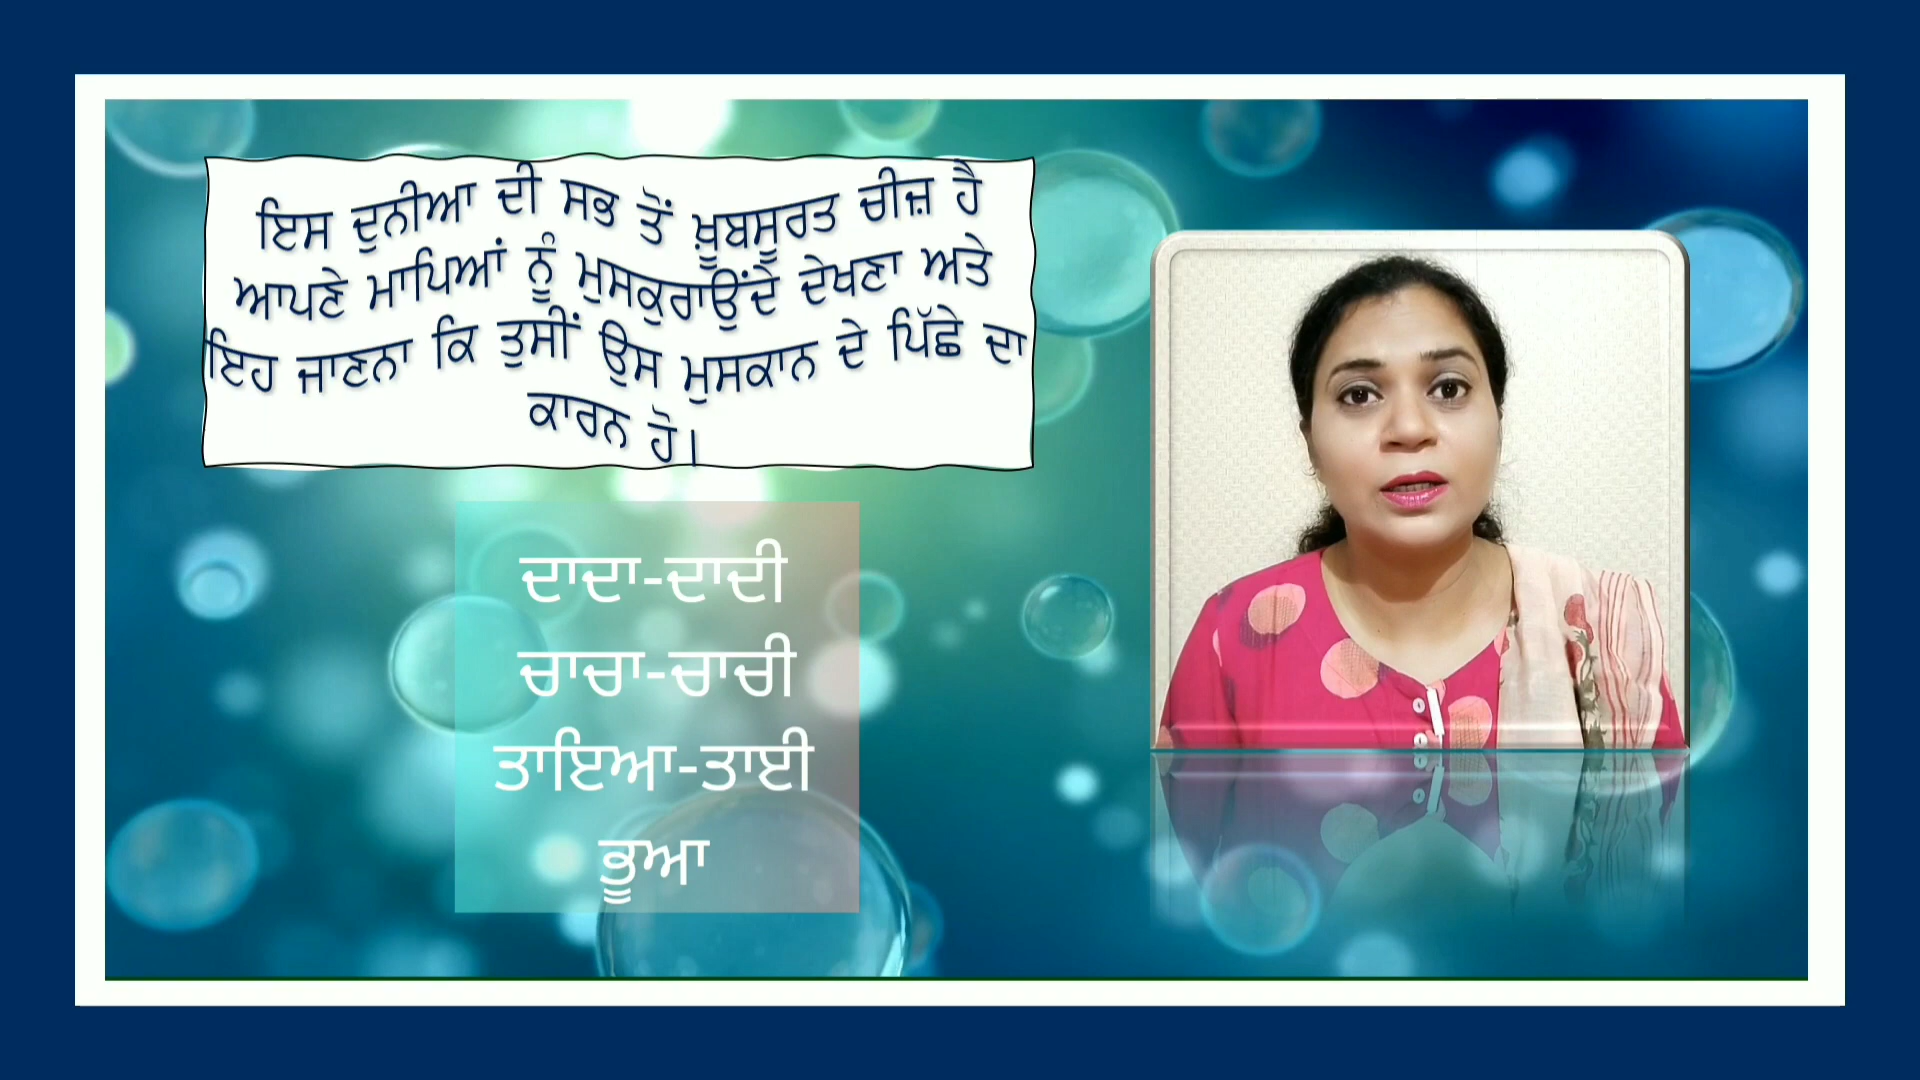 ਇਸ ਦੁਨੀਆ ਦੀ ਸਭ ਤੋਂ ਖ਼ੂਬਸੂਰਤ ਚੀਜ਼ ਹੈ
ਆਪਣੇ ਮਾਪਿਆਂ ਨੂੰ ਮੁਸਕੁਰਾਉਂਦੇ ਦੇਖਣਾ ਅਤੇ
ਇਹ ਜਾਣਨਾ ਕਿ ਤੁਸੀਂ ਉਸ ਮੁਸਕਾਨ ਦੇ ਪਿੱਛੇ ਦਾ
ਕਾਰਨ ਹੋ।
ਦਾਦਾ-ਦਾਦੀ
ਚਾਚਾ-ਚਾਚੀ
ਤਾਇਆ-ਤਾਈ
ਭੂਆ